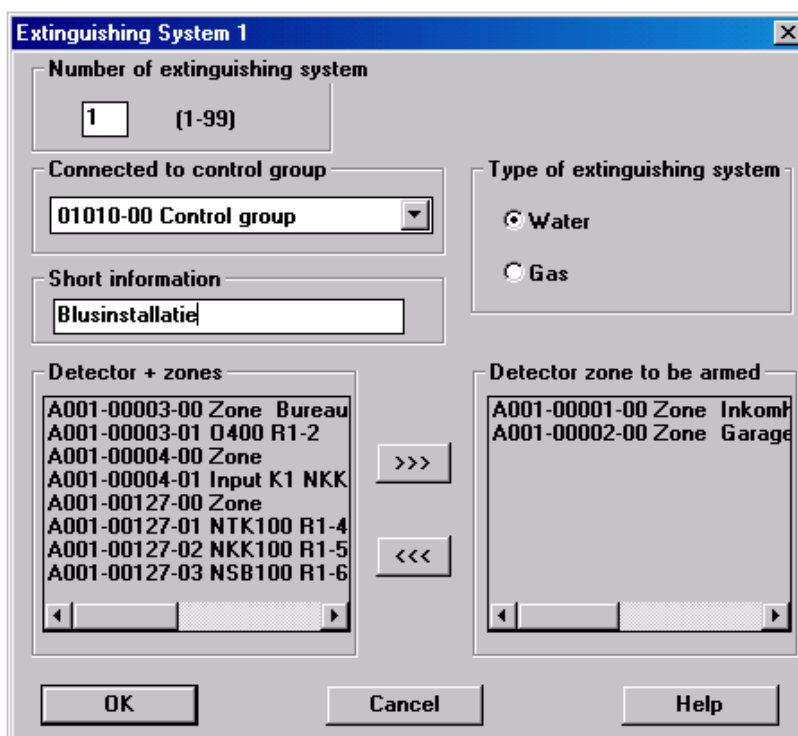 Extinguishing System 1
Number of extinguishing system
1 (1-99)
Connected to control group
01010-00 Control group
Type of extinguishing system
Water
Gas
Short information
Blusinstallatie
Detector + zones
A001-00003-00 Zone Bureau
A001-00003-01 O400 R1-2
A001-00004-00 Zone
A001-00004-01 Input K1 NKK
A001-00127-00 Zone
A001-00127-01 NTK100 R1-4
A001-00127-02 NKK100 R1-5
A001-00127-03 NSB100 R1-6
>>>
<<<
Detector zone to be armed
A001-00001-00 Zone Inkom
A001-00002-00 Zone Garage
OK Cancel Help